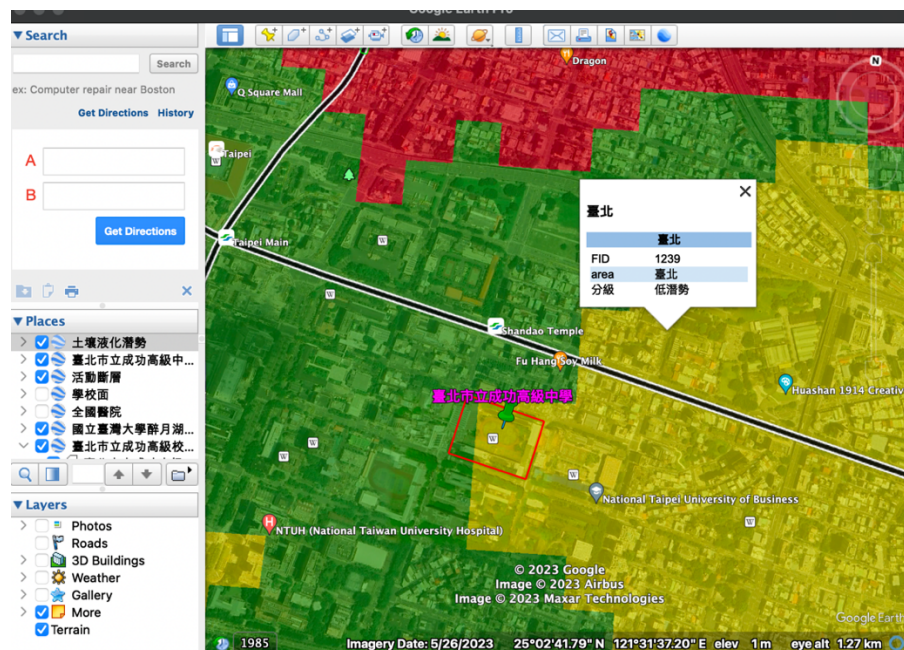 Google Earth Pro
Search
Search
ex: Computer repair near Boston
Get Directions History
A
B
Get Directions
Places
土壤液化潛勢
臺北市立成功高級中...
活動斷層
學校面
全國醫院
國立臺灣大學醉月湖...
臺北市立成功高級校...
Layers
Photos
Roads
3D Buildings
Weather
Gallery
More
Terrain
Dragon
N
Q Square Mall
Taipei
W
W
Taipei Main
W
Shandao Temple
Fu Hang Soy Milk
臺北
臺北
FID 1239
area 臺北
分級 低潛勢
Huashan 1914 Creativ
臺北市立成功高級中學
W
W
W
W
National Taipei University of Business
W
H
NTUH (National Taiwan University Hospital)
© 2023 Google
Image © 2023 Airbus
Image © 2023 Maxar Technologies
Google Earth
1985 Imagery Date: 5/26/2023 25°02'41.79" N 121°31'37.20" E elev 1 m eye alt 1.27 km